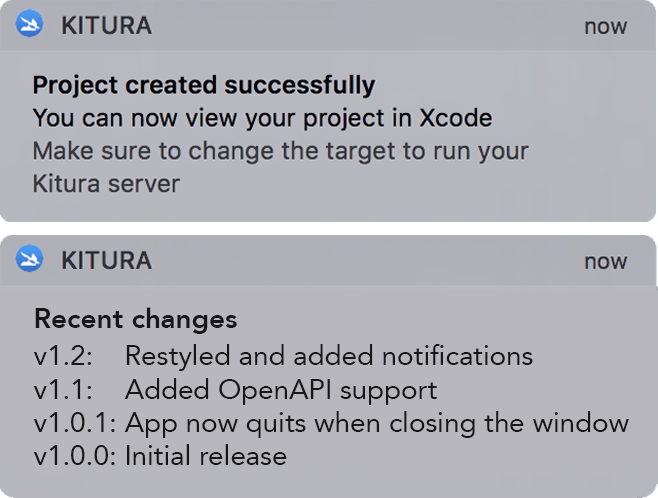 KITURA now
Project created successfully
You can now view your project in Xcode
Make sure to change the target to run your
Kitura server
KITURA now
Recent changes
v1.2: Restyled and added notifications
v1.1: Added OpenAPI support
v1.0.1: App now quits when closing the window
v1.0.0: Initial release